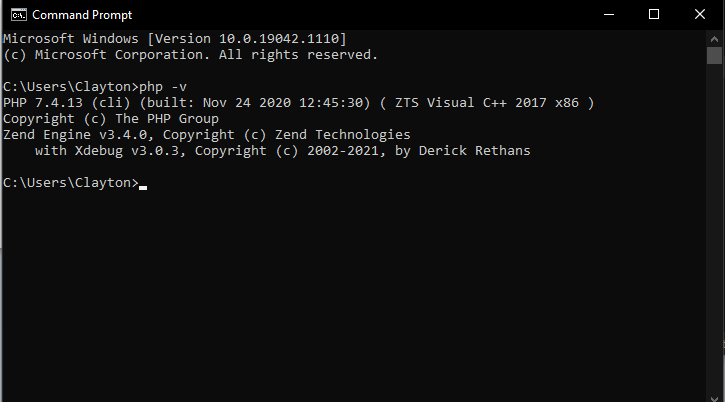 Command Prompt
Microsoft Windows [Version 10.0.19042.1110]
(c) Microsoft Corporation. All rights reserved.
C:\Users\Clayton>php -v
PHP 7.4.13 (cli) (built: Nov 24 2020 12:45:30) ( ZTS Visual C++ 2017 x86 )
Copyright (c) The PHP Group
Zend Engine v3.4.0, Copyright (c) Zend Technologies
    with Xdebug v3.0.3, Copyright (c) 2002-2021, by Derick Rethans
C:\Users\Clayton>